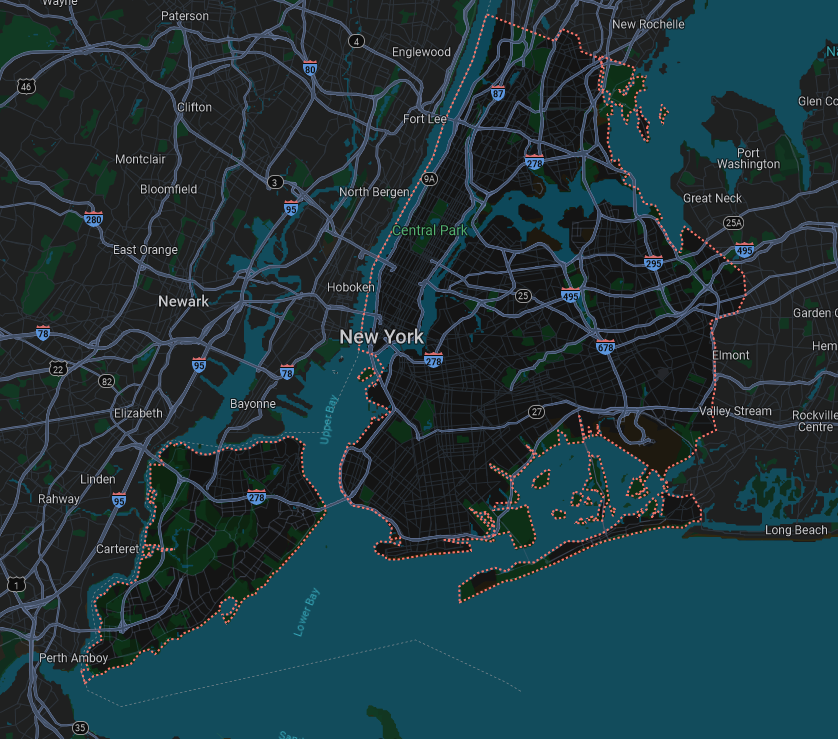 Wayne
Paterson
New Rochelle
4
Englewood
80
46
87
Glen Co
Clifton
Fort Lee
Port
Washington
Montclair
278
9A
3
Bloomfield
North Bergen
Great Neck
95
280
25A
Central Park
East Orange
495
295
Hoboken
Newark
25
495
Garden C
78
New York
678
Hem
Elmont
278
95
78
22
82
Bayonne
Upper Bay
27
Valley Stream
Rockville
Centre
Elizabeth
Linden
Rahway
95
278
Long Beach
Carteret
1
Lower Bay
Perth Amboy
35